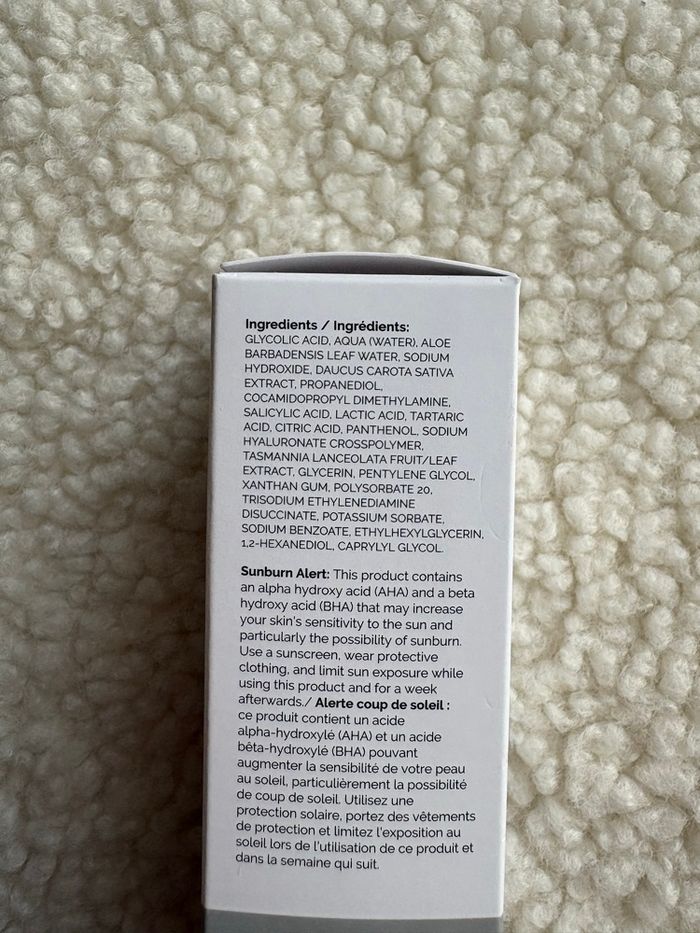 Ingredients / Ingrédients:
GLYCOLIC ACID, AQUA (WATER), ALOE
BARBADENSIS LEAF WATER, SODIUM
HYDROXIDE, DAUCUS CAROTA SATIVA
EXTRACT, PROPANEDIOL,
COCAMIDOPROPYL DIMETHYLAMINE,
SALICYLIC ACID, LACTIC ACID, TARTARIC
ACID, CITRIC ACID, PANTHENOL, SODIUM
HYALURONATE CROSSPOLYMER,
TASMANNIA LANCEOLATA FRUIT/LEAF
EXTRACT, GLYCERIN, PENTYLENE GLYCOL,
XANTHAN GUM, POLYSORBATE 20,
TRISODIUM ETHYLENEDIAMINE
DISUCCINATE, POTASSIUM SORBATE,
SODIUM BENZOATE, ETHYLHEXYLGLYCERIN,
1,2-HEXANEDIOL, CAPRYLYL GLYCOL.
Sunburn Alert: This product contains
an alpha hydroxy acid (AHA) and a beta
hydroxy acid (BHA) that may increase
your skin's sensitivity to the sun and
particularly the possibility of sunburn.
Use a sunscreen, wear protective
clothing, and limit sun exposure while
using this product and for a week
afterwards./ Alerte coup de soleil :
ce produit contient un acide
alpha-hydroxylé (AHA) et un acide
bêta-hydroxylé (BHA) pouvant
augmenter la sensibilité de votre peau
au soleil, particulièrement la possibilité
de coup de soleil. Utilisez une
protection solaire, portez des vêtements
de protection et limitez l'exposition au
soleil lors de l'utilisation de ce produit et
dans la semaine qui suit.